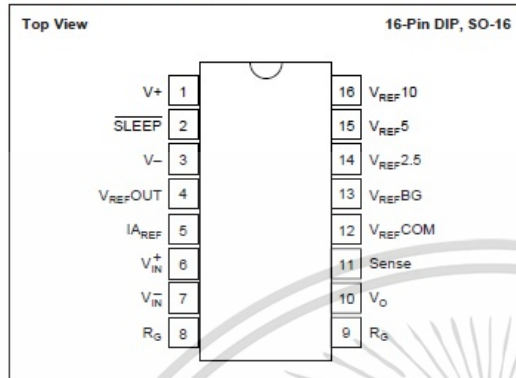 Top View 16-Pin DIP, SO-16
V+ 1 16 VREF10
SLEEP 2 15 VREF5
V– 3 14 VREF2.5
VREFOUT 4 13 VREFBG
IAREF 5 12 VREFCOM
V+IN 6 11 Sense
V–IN 7 10 VO
RG 8 9 RG